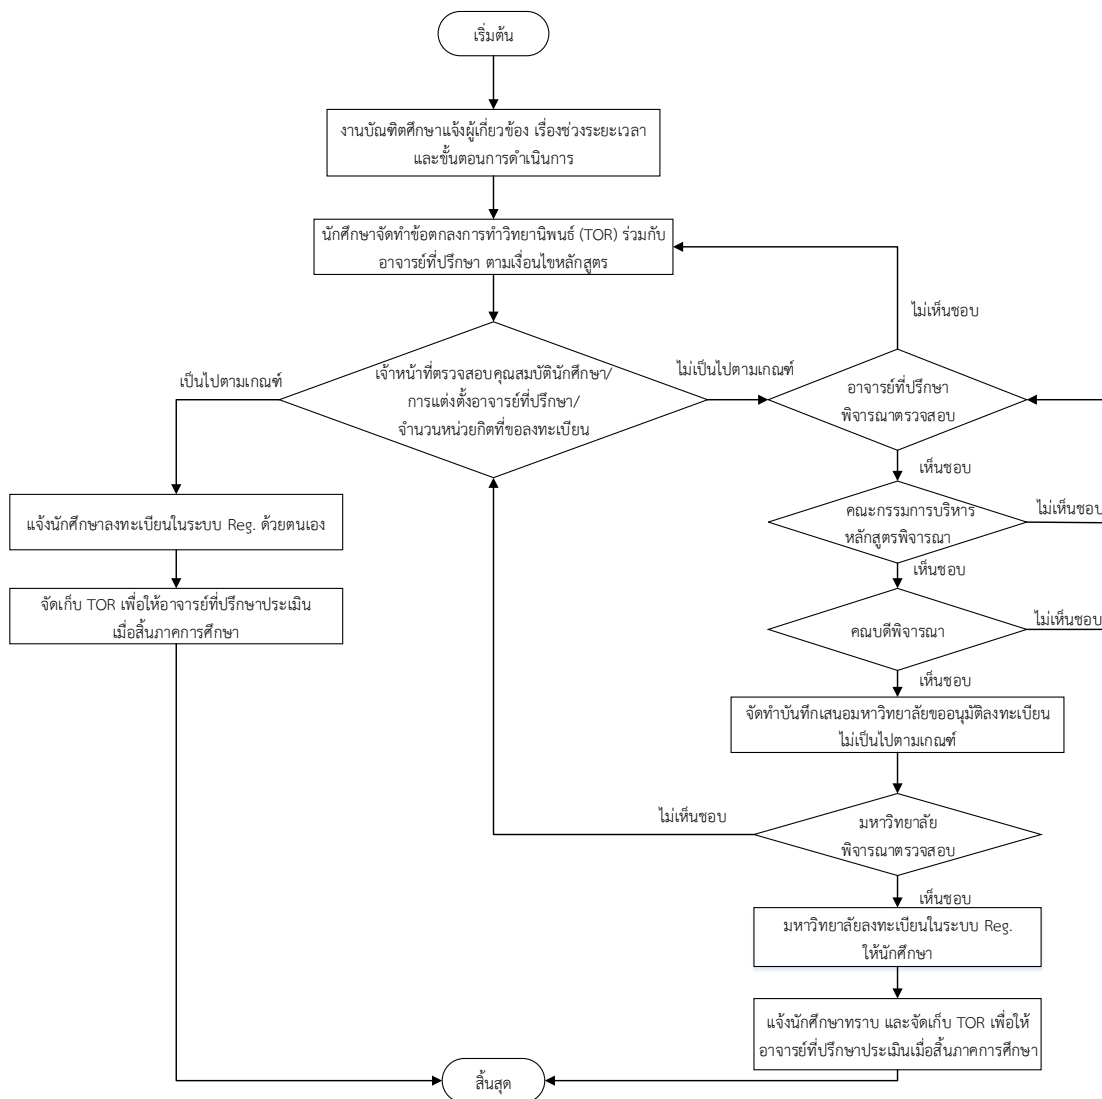 เริ่มต้น
งานบัณฑิตศึกษาแจ้งผู้เกี่ยวข้อง เรื่องช่วงระยะเวลา
และขั้นตอนการดำเนินการ
นักศึกษาจัดทำข้อตกลงการทำวิทยานิพนธ์ (TOR) ร่วมกับ
อาจารย์ที่ปรึกษา ตามเงื่อนไขหลักสูตร
ไม่เห็นชอบ
เป็นไปตามเกณฑ์
เจ้าหน้าที่ตรวจสอบคุณสมบัตินักศึกษา/
การแต่งตั้งอาจารย์ที่ปรึกษา/
จำนวนหน่วยกิตที่ขอลงทะเบียน
ไม่เป็นไปตามเกณฑ์
อาจารย์ที่ปรึกษา
พิจารณาตรวจสอบ
เห็นชอบ
แจ้งนักศึกษาลงทะเบียนในระบบ Reg. ด้วยตนเอง
คณะกรรมการบริหาร
หลักสูตรพิจารณา
ไม่เห็นชอบ
เห็นชอบ
จัดเก็บ TOR เพื่อให้อาจารย์ที่ปรึกษาประเมิน
เมื่อสิ้นภาคการศึกษา
คณบดีพิจารณา
ไม่เห็นชอบ
เห็นชอบ
จัดทำบันทึกเสนอมหาวิทยาลัยขออนุมัติลงทะเบียน
ไม่เป็นไปตามเกณฑ์
ไม่เห็นชอบ
มหาวิทยาลัย
พิจารณาตรวจสอบ
เห็นชอบ
มหาวิทยาลัยลงทะเบียนในระบบ Reg.
ให้นักศึกษา
แจ้งนักศึกษาทราบ และจัดเก็บ TOR เพื่อให้
อาจารย์ที่ปรึกษาประเมินเมื่อสิ้นภาคการศึกษา
สิ้นสุด